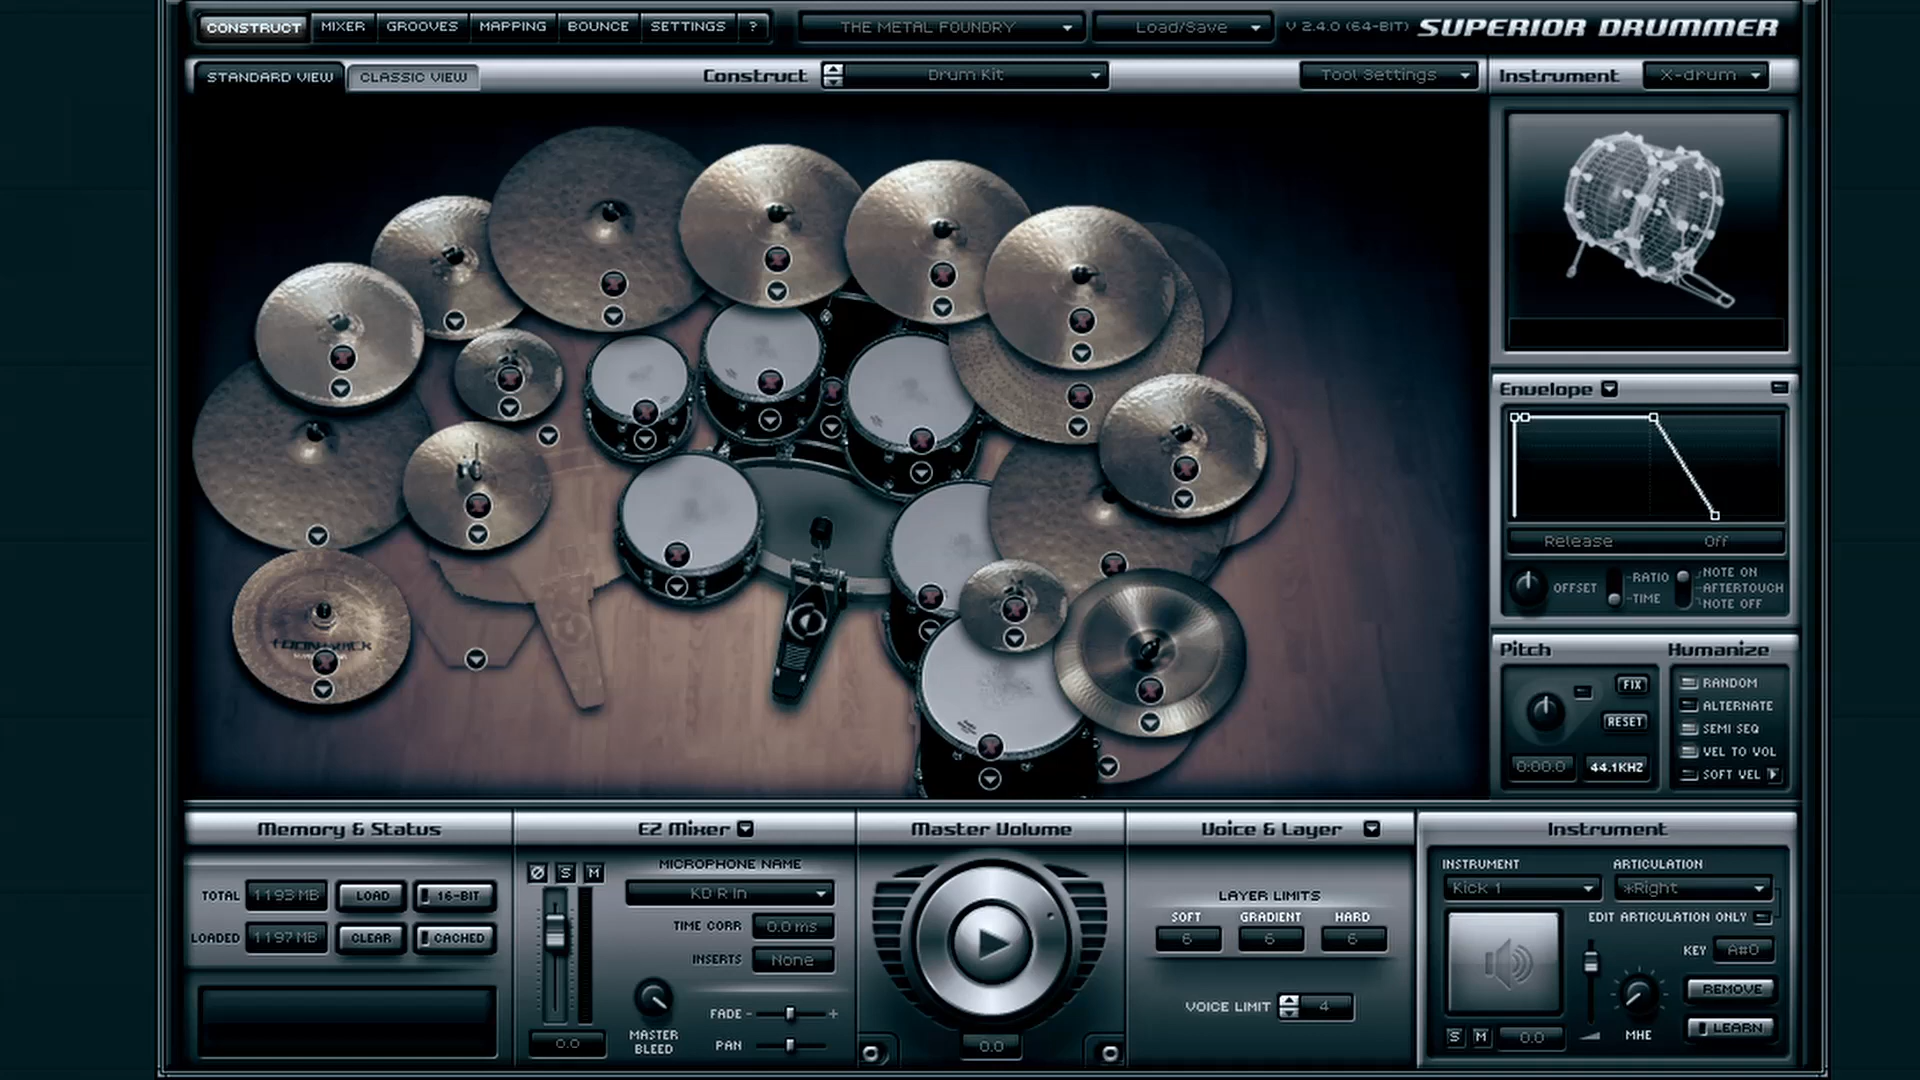 CONSTRUCT MIXER GROOVES MAPPING BOUNCE SETTINGS ? THE METAL FOUNDRY Load/Save V 2.4.0 (64-BIT) SUPERIOR DRUMMER
STANDARD VIEW CLASSIC VIEW Construct Drum Kit Tool Settings Instrument X-drum
Envelope
Release Off
OFFSET RATIO TIME NOTE ON
AFTERTOUCH
NOTE OFF
Pitch Humanize
FIX RANDOM
ALTERNATE
RESET SEMI SEQ
VEL TO VOL
0:00.0 44.1KHZ SOFT VEL
Memory & Status EZ Mixer Master Volume Voice & Layer Instrument
TOTAL 1193 MB LOAD 16-BIT
LOADED 1197 MB CLEAR CACHED
Ø S M MICROPHONE NAME
KD R In
TIME CORR 0.0 ms
INSERTS None
FADE - +
MASTER
BLEED PAN
0.0
0.0
LAYER LIMITS
SOFT GRADIENT HARD
6 6 6
VOICE LIMIT 4
INSTRUMENT ARTICULATION
Kick 1 *Right
EDIT ARTICULATION ONLY
KEY A#0
REMOVE
LEARN
S M 0.0 MHE